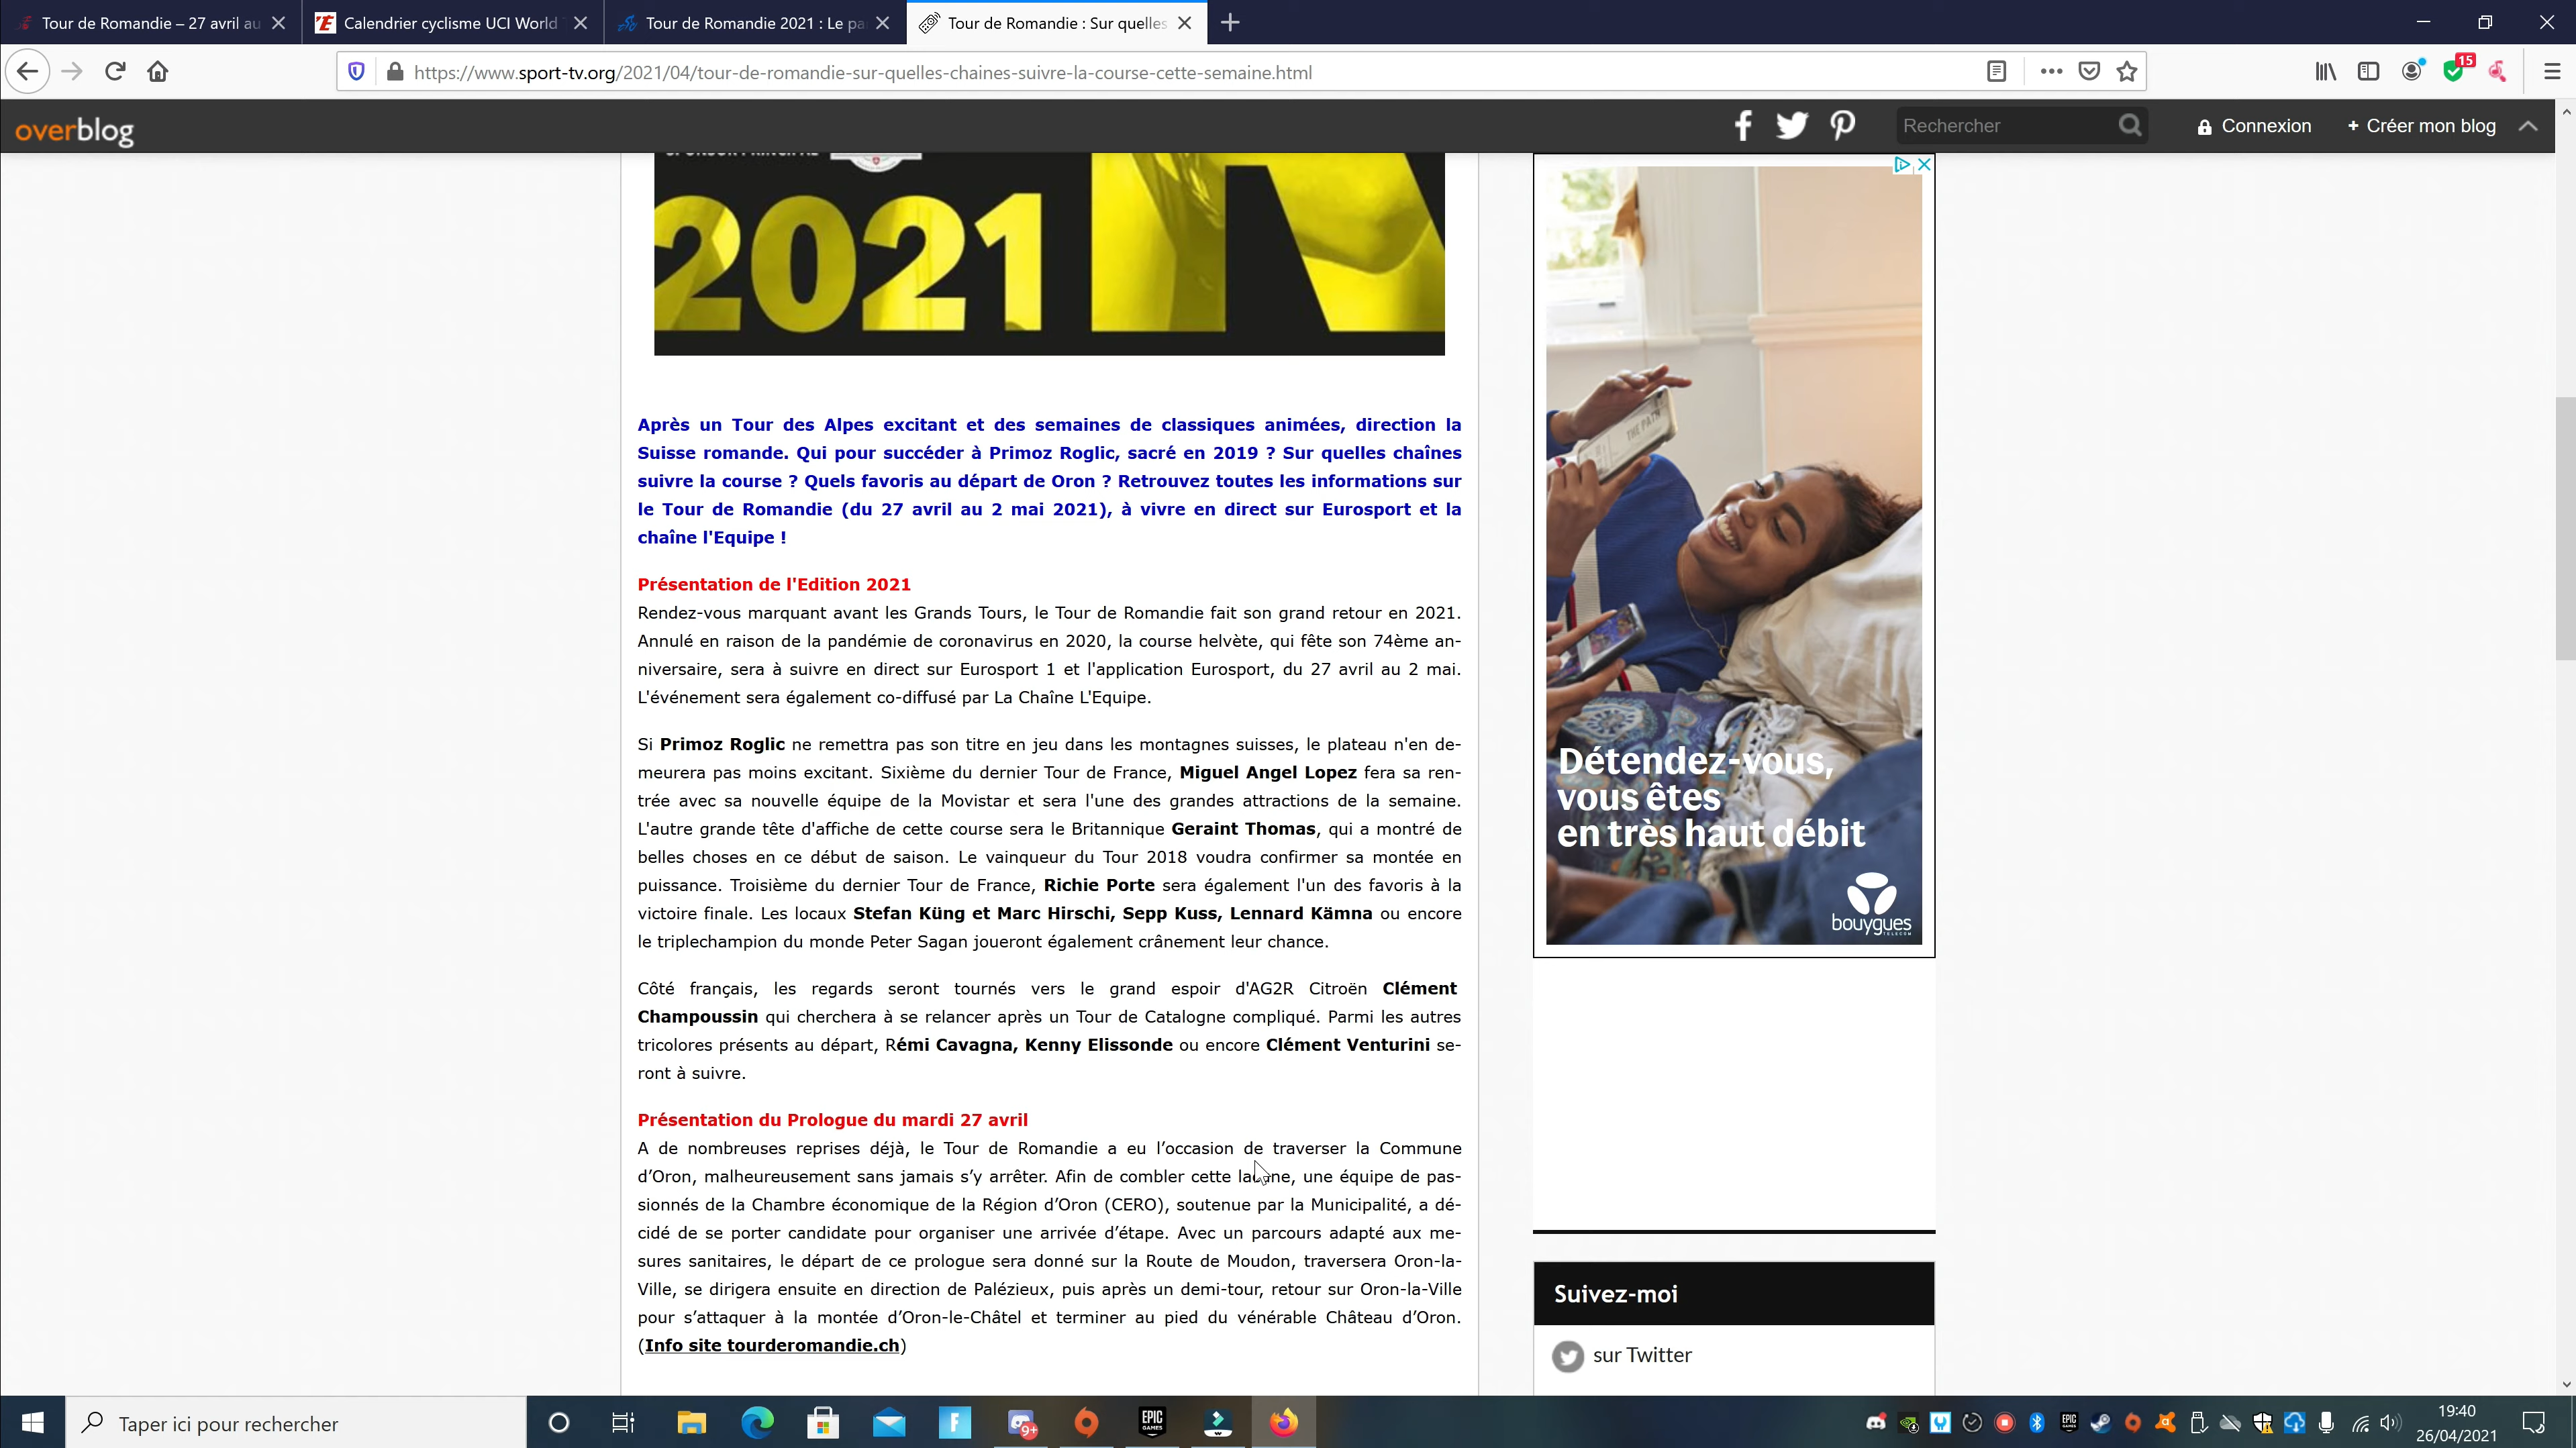 Tour de Romandie – 27 avril au
Calendrier cyclisme UCI World
Tour de Romandie 2021 : Le pa
Tour de Romandie : Sur quelles
https://www.sport-tv.org/2021/04/tour-de-romandie-sur-quelles-chaines-suivre-la-course-cette-semaine.html
15
overblog
Rechercher
Connexion
+ Créer mon blog
2021
Après un Tour des Alpes excitant et des semaines de classiques animées, direction la
Suisse romande. Qui pour succéder à Primoz Roglic, sacré en 2019 ? Sur quelles chaînes
suivre la course ? Quels favoris au départ de Oron ? Retrouvez toutes les informations sur
le Tour de Romandie (du 27 avril au 2 mai 2021), à vivre en direct sur Eurosport et la
chaîne l'Equipe !
Présentation de l'Edition 2021
Rendez-vous marquant avant les Grands Tours, le Tour de Romandie fait son grand retour en 2021.
Annulé en raison de la pandémie de coronavirus en 2020, la course helvète, qui fête son 74ème an-
niversaire, sera à suivre en direct sur Eurosport 1 et l'application Eurosport, du 27 avril au 2 mai.
L'événement sera également co-diffusé par La Chaîne L'Equipe.
Si Primoz Roglic ne remettra pas son titre en jeu dans les montagnes suisses, le plateau n'en de-
meurera pas moins excitant. Sixième du dernier Tour de France, Miguel Angel Lopez fera sa ren-
trée avec sa nouvelle équipe de la Movistar et sera l'une des grandes attractions de la semaine.
L'autre grande tête d'affiche de cette course sera le Britannique Geraint Thomas, qui a montré de
belles choses en ce début de saison. Le vainqueur du Tour 2018 voudra confirmer sa montée en
puissance. Troisième du dernier Tour de France, Richie Porte sera également l'un des favoris à la
victoire finale. Les locaux Stefan Küng et Marc Hirschi, Sepp Kuss, Lennard Kämna ou encore
le triplechampion du monde Peter Sagan joueront également crânement leur chance.
Côté français, les regards seront tournés vers le grand espoir d'AG2R Citroën Clément
Champoussin qui cherchera à se relancer après un Tour de Catalogne compliqué. Parmi les autres
tricolores présents au départ, Rémi Cavagna, Kenny Elissonde ou encore Clément Venturini se-
ront à suivre.
Présentation du Prologue du mardi 27 avril
A de nombreuses reprises déjà, le Tour de Romandie a eu l’occasion de traverser la Commune
d’Oron, malheureusement sans jamais s’y arrêter. Afin de combler cette lacune, une équipe de pas-
sionnés de la Chambre économique de la Région d’Oron (CERO), soutenue par la Municipalité, a dé-
cidé de se porter candidate pour organiser une arrivée d’étape. Avec un parcours adapté aux me-
sures sanitaires, le départ de ce prologue sera donné sur la Route de Moudon, traversera Oron-la-
Ville, se dirigera ensuite en direction de Palézieux, puis après un demi-tour, retour sur Oron-la-Ville
pour s’attaquer à la montée d’Oron-le-Châtel et terminer au pied du vénérable Château d’Oron.
(Info site tourderomandie.ch)
THE PATH
Détendez-vous,
vous êtes
en très haut débit
bouygues
TELECOM
Suivez-moi
sur Twitter
Taper ici pour rechercher
9+
EPIC
GAMES
19:40
26/04/2021